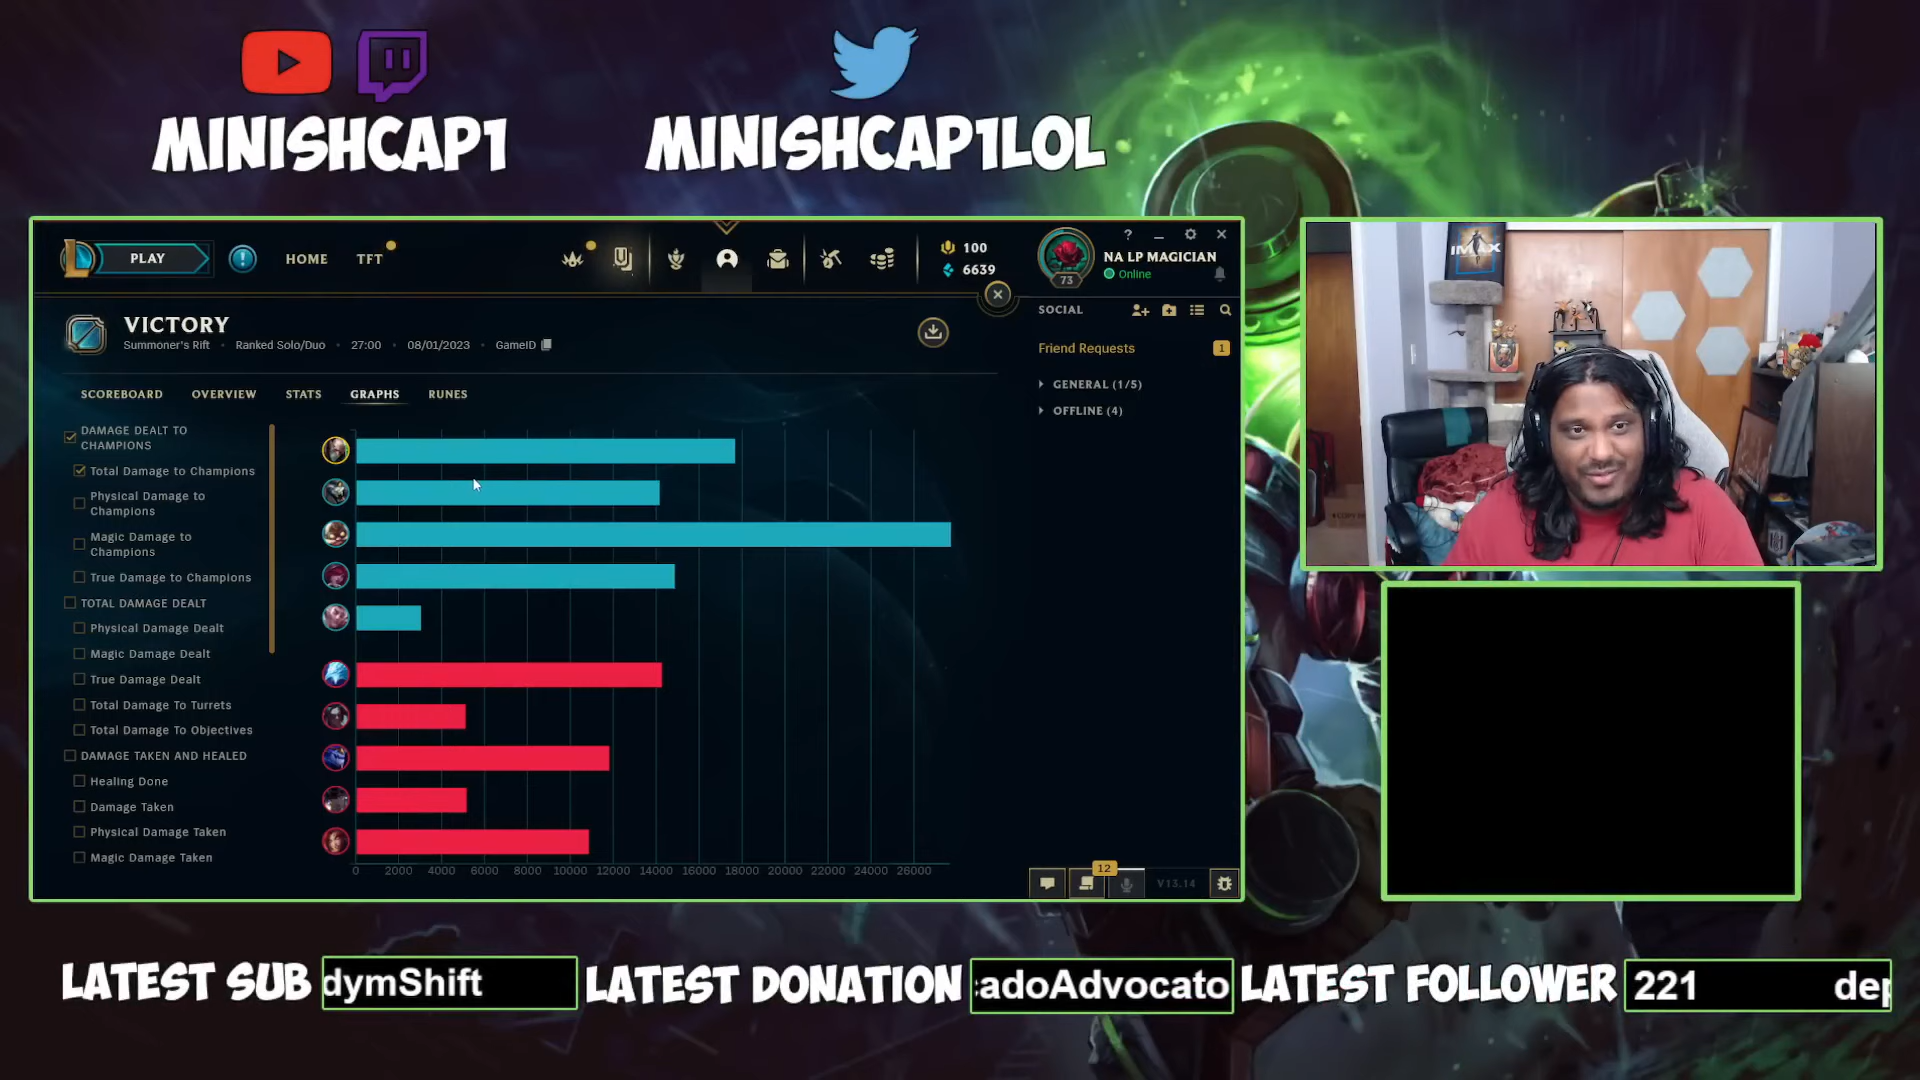 MINISHCAP1
MINISHCAP1LOL
PLAY
HOME
TFT
100
6639
?
NA LP MAGICIAN
Online
73
VICTORY
Summoner's Rift • Ranked Solo/Duo • 27:00 • 08/01/2023 • GameID
SOCIAL
Friend Requests
1
GENERAL (1/5)
OFFLINE (4)
SCOREBOARD
OVERVIEW
STATS
GRAPHS
RUNES
DAMAGE DEALT TO
CHAMPIONS
Total Damage to Champions
Physical Damage to
Champions
Magic Damage to
Champions
True Damage to Champions
TOTAL DAMAGE DEALT
Physical Damage Dealt
Magic Damage Dealt
True Damage Dealt
Total Damage To Turrets
Total Damage To Objectives
DAMAGE TAKEN AND HEALED
Healing Done
Damage Taken
Physical Damage Taken
Magic Damage Taken
0 2000 4000 6000 8000 10000 12000 14000 16000 18000 20000 22000 24000 26000
12
V13.14
IMAX
LATEST SUB
dymShift
LATEST DONATION
adoAdvocato
LATEST FOLLOWER
221 dep